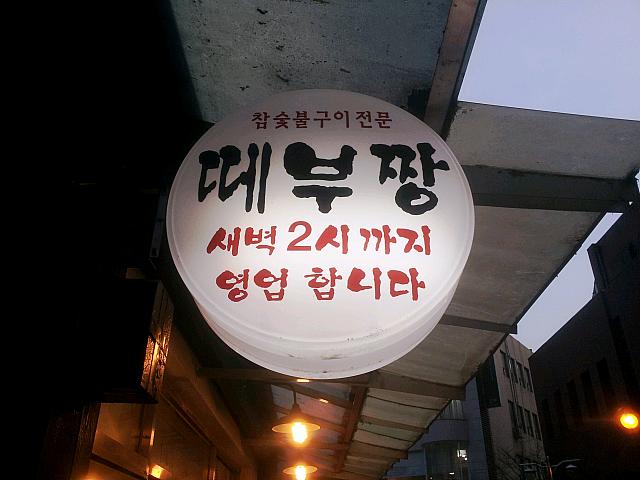 참숯불구이전문
떼부짱
새벽 2시 까지
영업 합니다